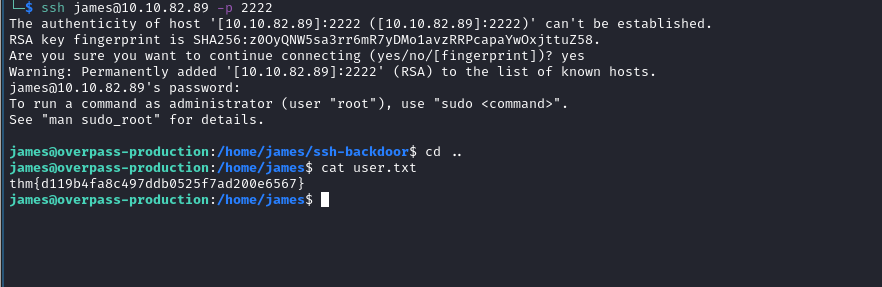 └─$ ssh james@10.10.82.89 -p 2222
The authenticity of host '[10.10.82.89]:2222 ([10.10.82.89]:2222)' can't be established.
RSA key fingerprint is SHA256:z0OyQNW5sa3rr6mR7yDMo1avzRRPcapaYwOxjttuZ58.
Are you sure you want to continue connecting (yes/no/[fingerprint])? yes
Warning: Permanently added '[10.10.82.89]:2222' (RSA) to the list of known hosts.
james@10.10.82.89's password:
To run a command as administrator (user "root"), use "sudo <command>".
See "man sudo_root" for details.
james@overpass-production:/home/james/ssh-backdoor$ cd ..
james@overpass-production:/home/james$ cat user.txt
thm{d119b4fa8c497ddb0525f7ad200e6567}
james@overpass-production:/home/james$